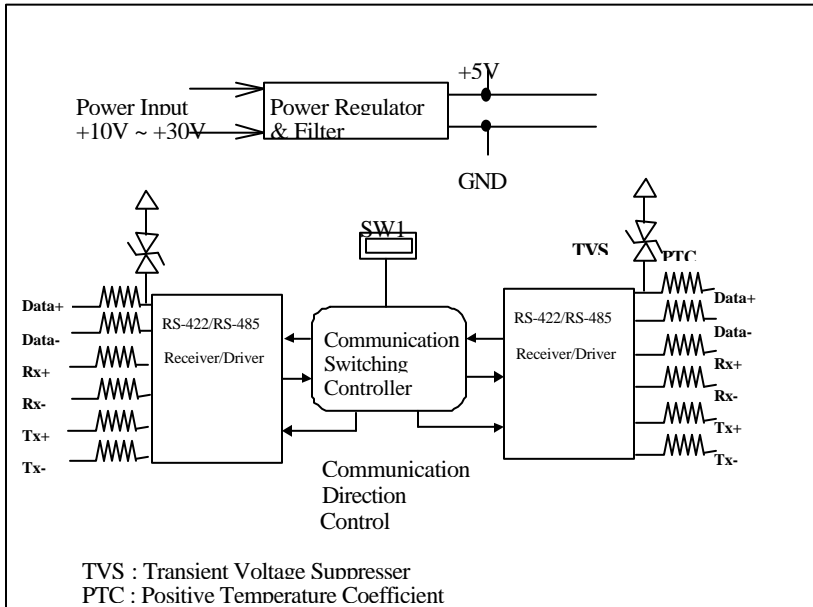 +5V
Power Input
+10V ~ +30V
Power Regulator
& Filter
GND
SW1
TVS
PTC
Data+
Data-
Rx+
Rx-
Tx+
Tx-
RS-422/RS-485
Receiver/Driver
Communication
Switching
Controller
RS-422/RS-485
Receiver/Driver
Data+
Data-
Rx+
Rx-
Tx+
Tx-
Communication
Direction
Control
TVS : Transient Voltage Suppresser
PTC : Positive Temperature Coefficient